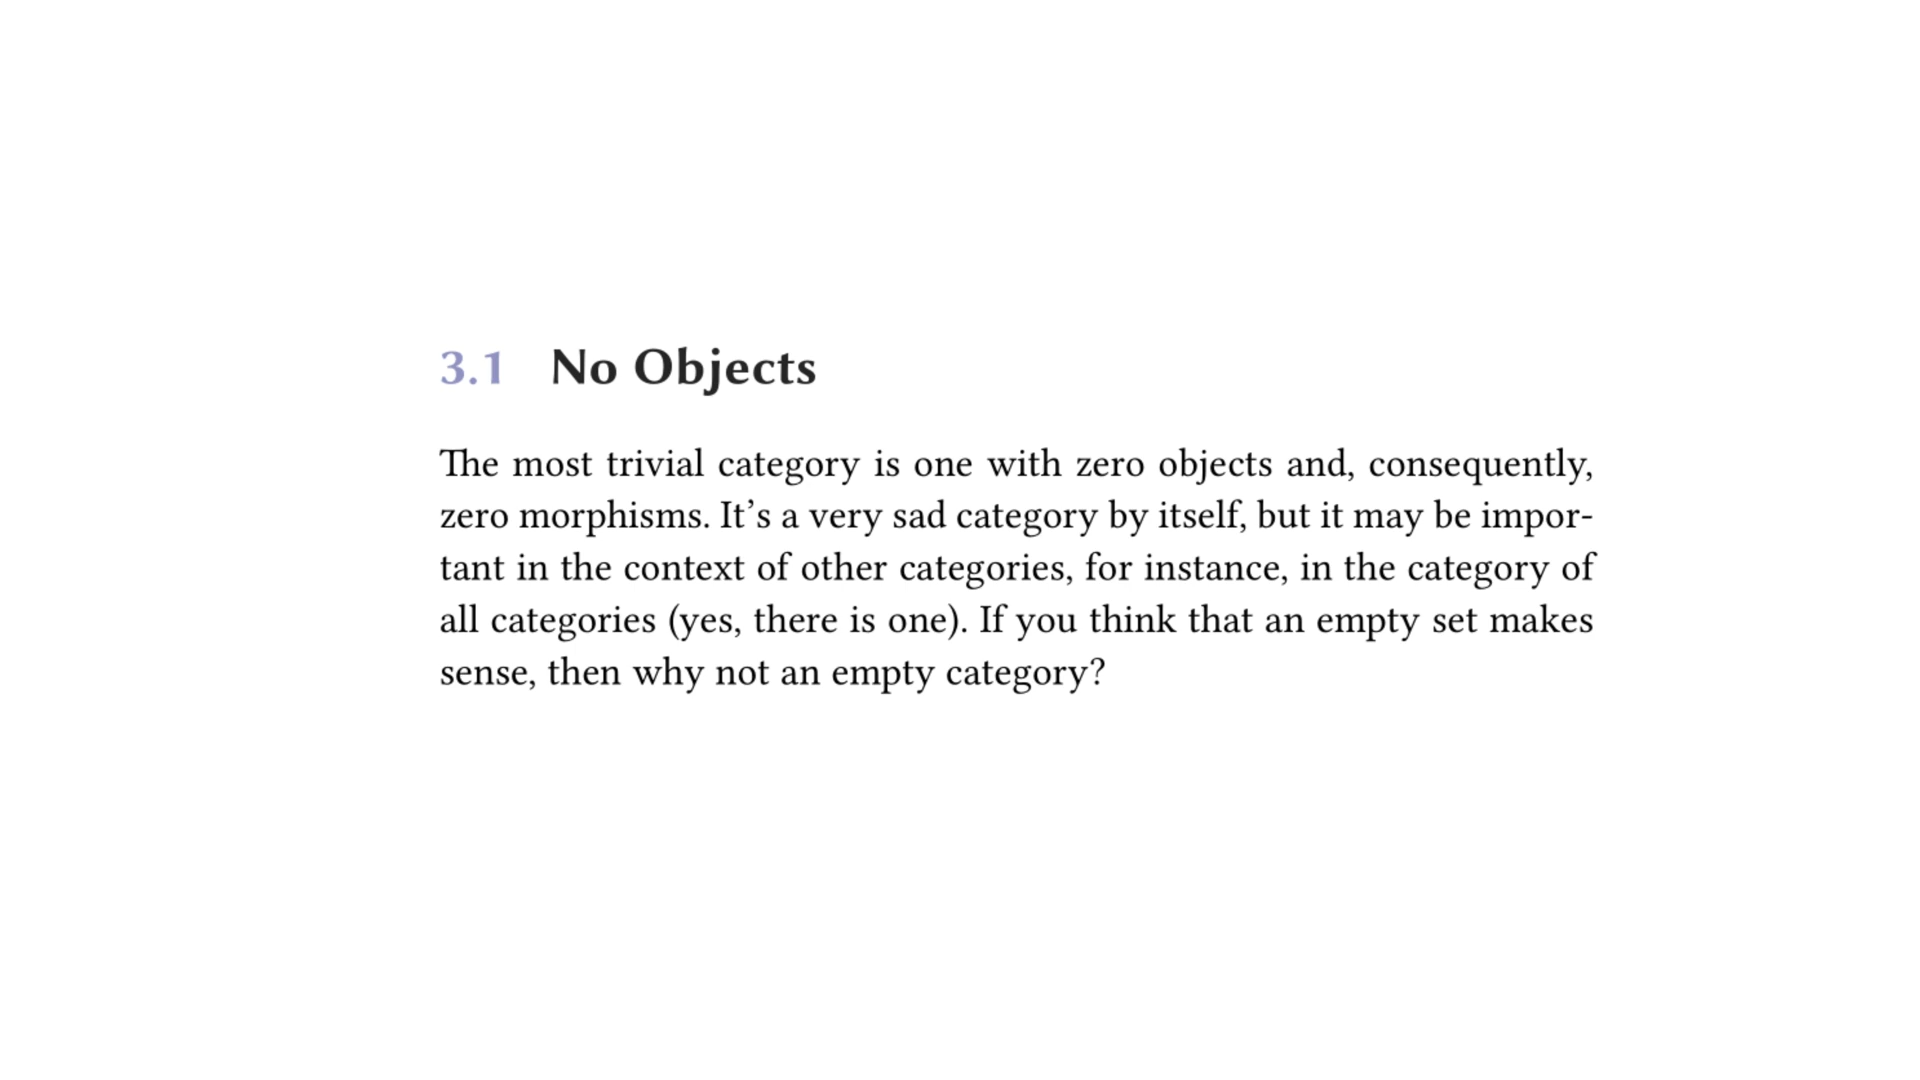 3.1 No Objects
The most trivial category is one with zero objects and, consequently,
zero morphisms. It’s a very sad category by itself, but it may be impor-
tant in the context of other categories, for instance, in the category of
all categories (yes, there is one). If you think that an empty set makes
sense, then why not an empty category?